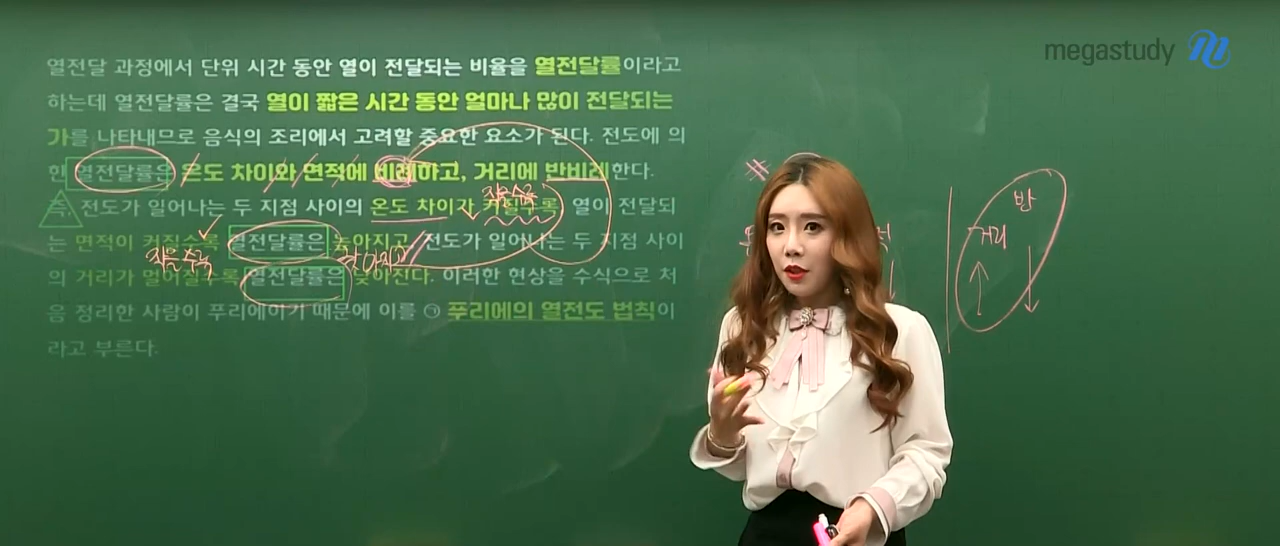 megastudy
열전달 과정에서 단위 시간 동안 열이 전달되는 비율을 열전달률이라고
하는데 열전달률은 결국 열이 짧은 시간 동안 얼마나 많이 전달되는
가를 나타내므로 음식의 조리에서 고려할 중요한 요소가 된다. 전도에 의
한 열전달률은 온도 차이와 면적에 비례하고, 거리에 반비례한다.
즉, 전도가 일어나는 두 지점 사이의 온도 차이가 커질수록 열이 전달되
작을수록
는 면적이 커질수록 열전달률은 높아지고, 전도가 일어나는 두 지점 사이
작을수록 낮아지고
의 거리가 멀어질수록 열전달률은 낮아진다. 이러한 현상을 수식으로 처
음 정리한 사람이 푸리에이기 때문에 이를 ㉠ 푸리에의 열전도 법칙이
라고 부른다.
반
거리